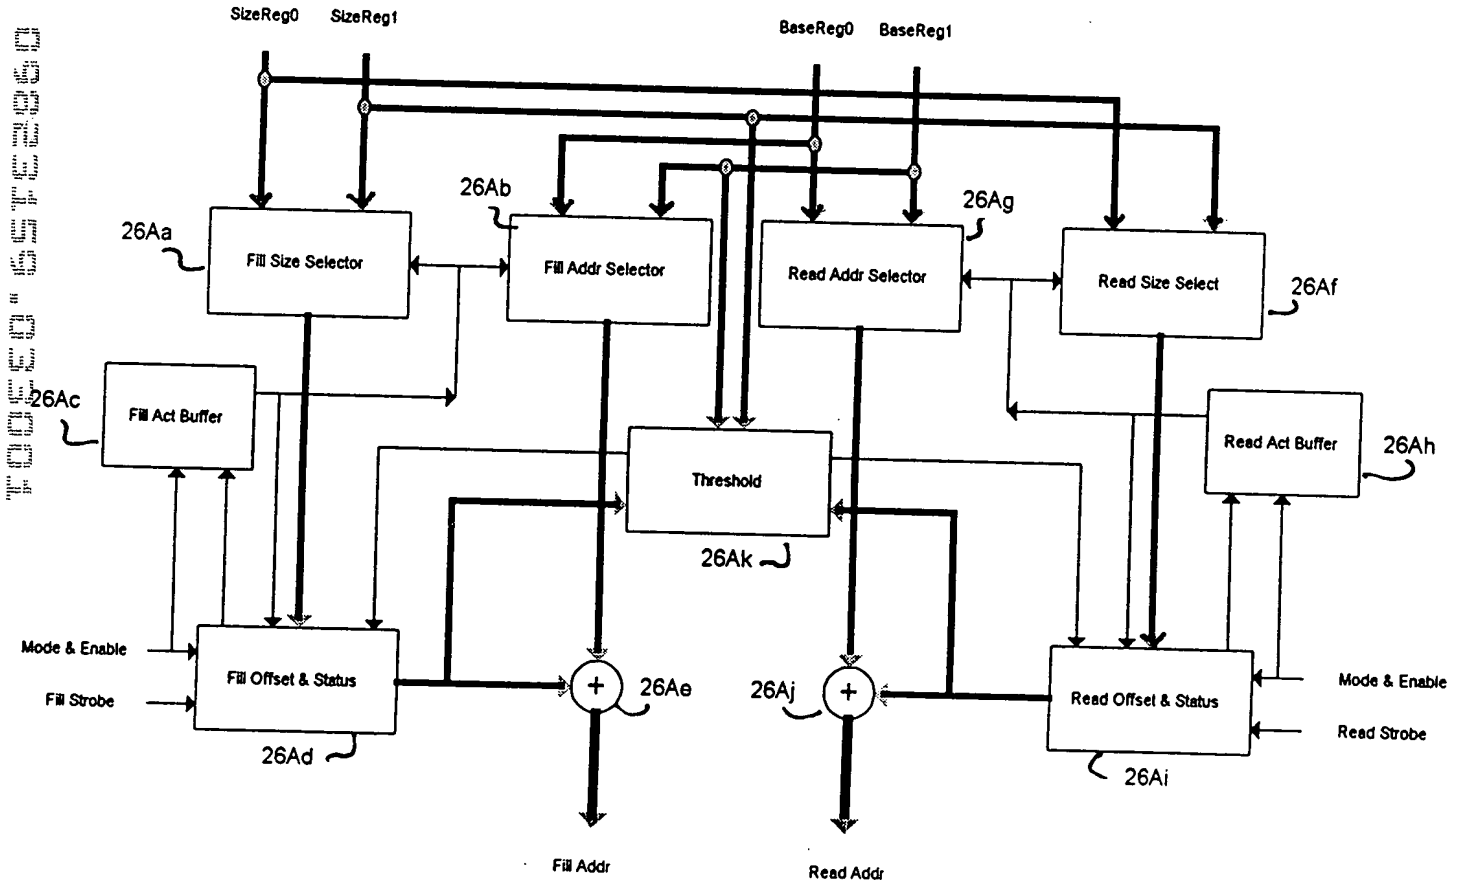 SizeReg0 SizeReg1
BaseReg0 BaseReg1
26Aa
Fill Size Selector
26Ab
Fill Addr Selector
26Ag
Read Addr Selector
Read Size Select
26Af
26Ac
Fill Act Buffer
Threshold
26Ak
Read Act Buffer
26Ah
Mode & Enable
Fill Strobe
Fill Offset & Status
26Ad
+
26Ae
26Aj
+
Read Offset & Status
26Ai
Mode & Enable
Read Strobe
Fill Addr
Read Addr